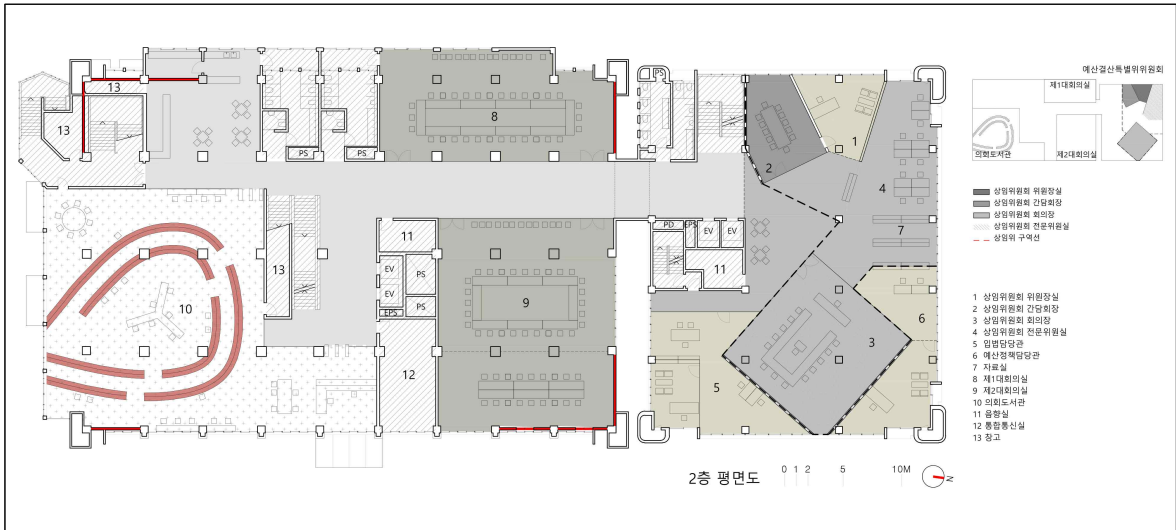 예산결산특별위위원회
제1대회의실
의회도서관
제2대회의실
상임위원회 위원장실
상임위원회 간담회장
상임위원회 회의장
상임위원회 전문위원실
상임위 구역선
1 상임위원회 위원장실
2 상임위원회 간담회장
3 상임위원회 회의장
4 상임위원회 전문위원실
5 입법담당관
6 예산정책담당관
7 자료실
8 제1대회의실
9 제2대회의실
10 의회도서관
11 음향실
12 통합통신실
13 창고
13
13
PS
PS
8
PS
2
1
4
7
11
13
EV
EV
PS
PS
EPS
10
9
12
PD
EPS
EV
EV
11
6
3
5
2층 평면도
0 1 2 5 10M
N